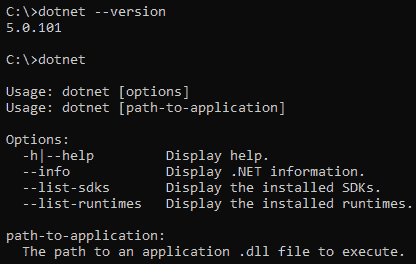 C:\>dotnet --version
5.0.101
C:\>dotnet
Usage: dotnet [options]
Usage: dotnet [path-to-application]
Options:
-h|--help Display help.
--info Display .NET information.
--list-sdks Display the installed SDKs.
--list-runtimes Display the installed runtimes.
path-to-application:
The path to an application .dll file to execute.